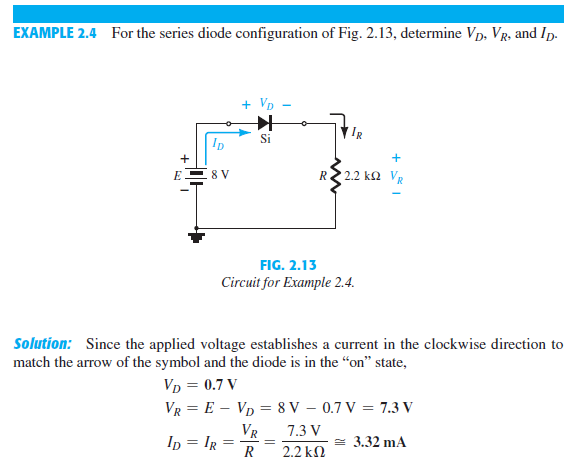 EXAMPLE 2.4 For the series diode configuration of Fig. 2.13, determine V_D, V_R, and I_D.
+ V_D −
Si
I_D
I_R
+
E
8 V
−
R
2.2 kΩ
+
V_R
−
FIG. 2.13
Circuit for Example 2.4.
Solution: Since the applied voltage establishes a current in the clockwise direction to
match the arrow of the symbol and the diode is in the “on” state,
V_D = 0.7 V
V_R = E − V_D = 8 V − 0.7 V = 7.3 V
I_D = I_R = V_R / R = 7.3 V / 2.2 kΩ ≅ 3.32 mA